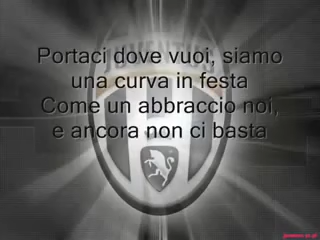 Portaci dove vuoi, siamo
una curva in festa
Come un abbraccio noi,
e ancora non ci basta